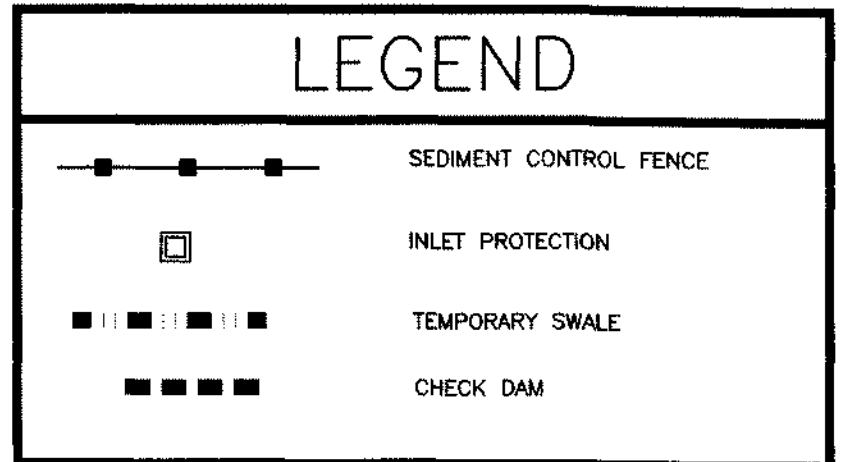 LEGEND
SEDIMENT CONTROL FENCE
INLET PROTECTION
TEMPORARY SWALE
CHECK DAM